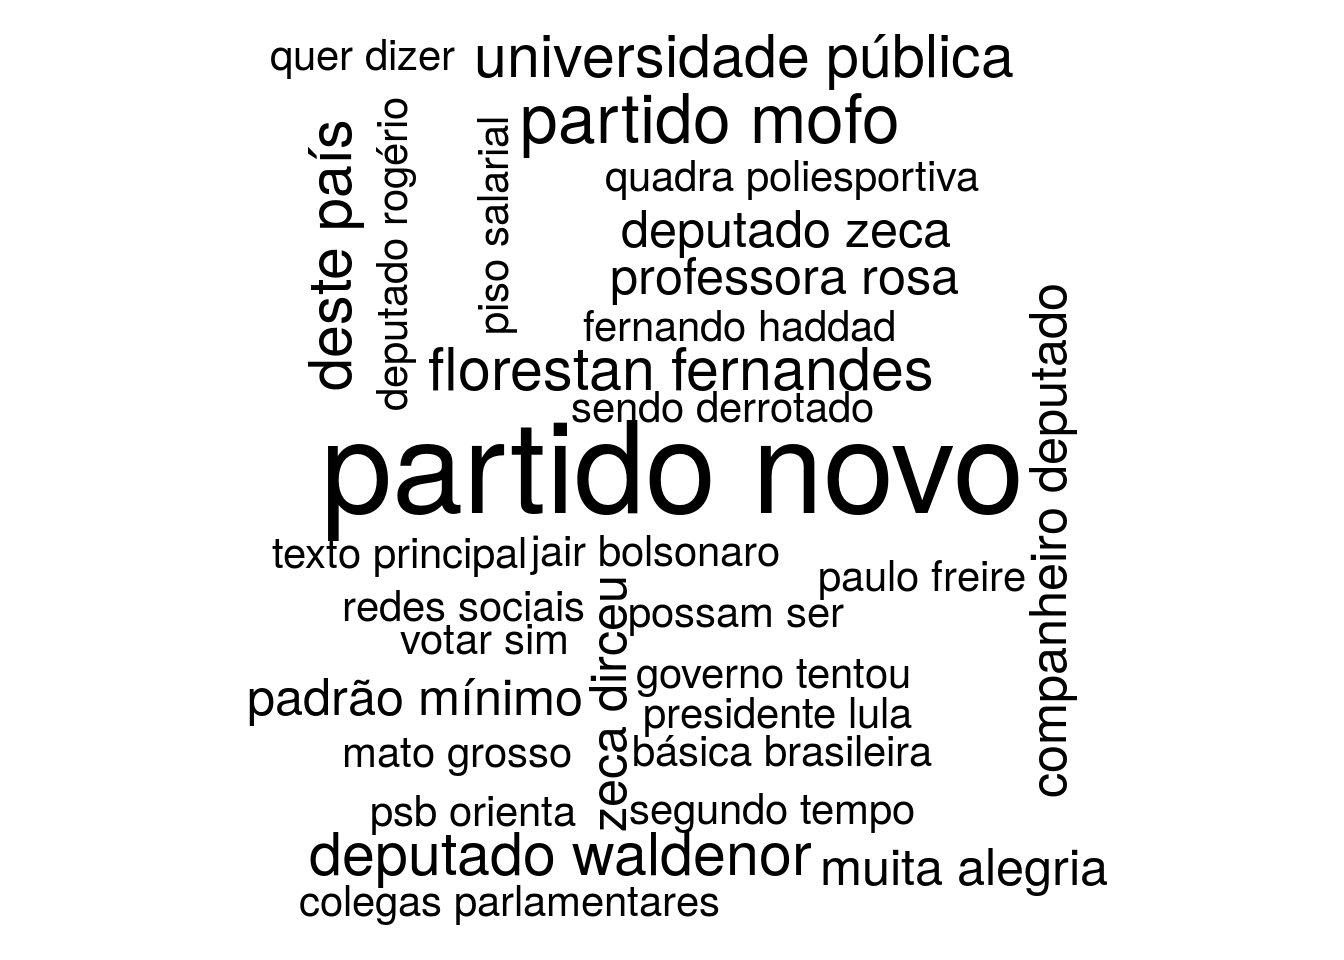 quer dizer
universidade pública
partido mofo
deste país
deputado rogério
piso salarial
quadra poliesportiva
deputado zeca
professora rosa
fernando haddad
florestan fernandes
sendo derrotado
partido novo
companheiro deputado
texto principal
jair bolsonaro
paulo freire
redes sociais
possam ser
votar sim
zeca dirceu
governo tentou
padrão mínimo
presidente lula
mato grosso
básica brasileira
psb orienta
segundo tempo
deputado waldenor
muita alegria
colegas parlamentares